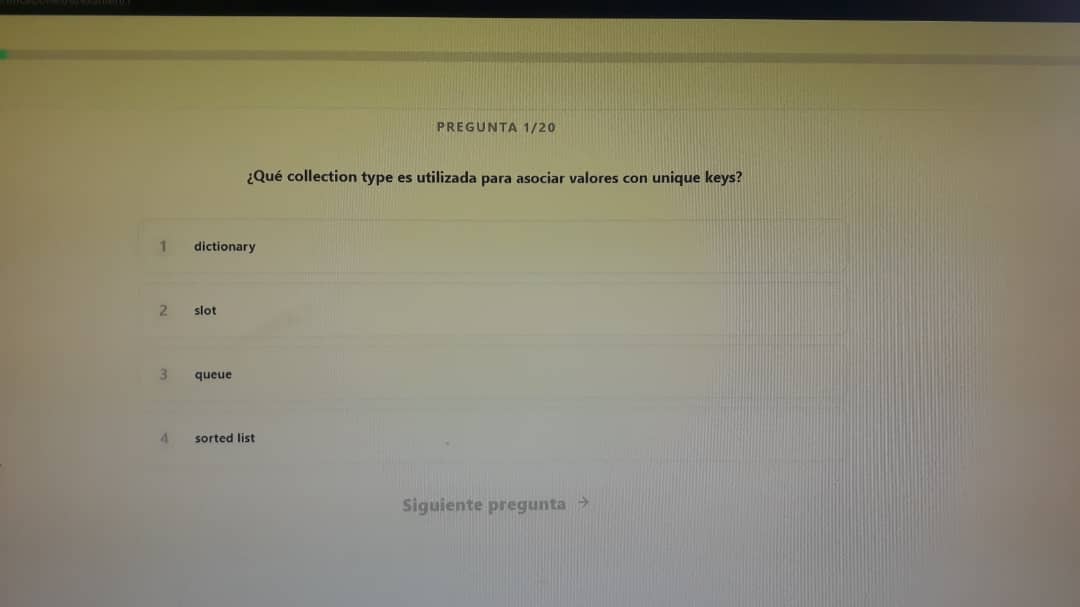 PREGUNTA 1/20
¿Qué collection type es utilizada para asociar valores con unique keys?
1 dictionary
2 slot
3 queue
4 sorted list
Siguiente pregunta →